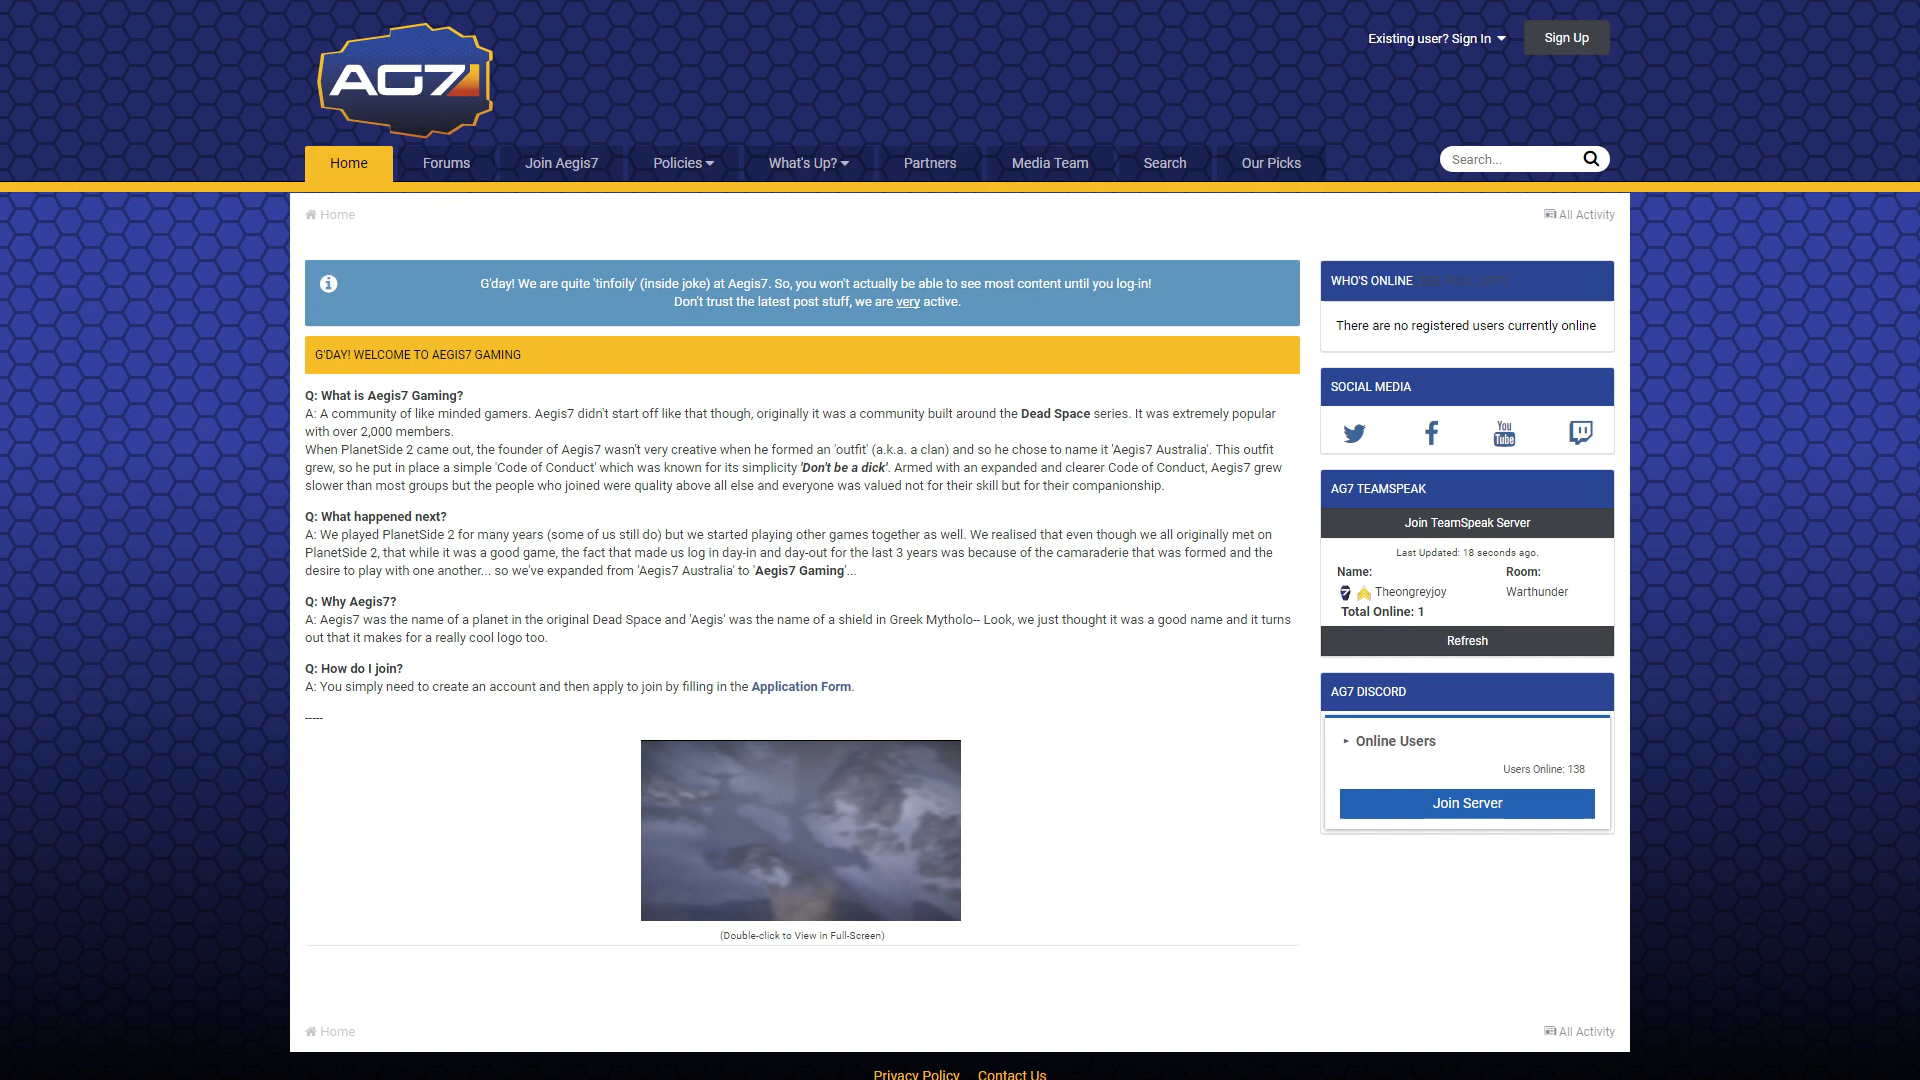 AG7
Existing user? Sign In
Sign Up
Home
Forums
Join Aegis7
Policies
What's Up?
Partners
Media Team
Search
Our Picks
Search...
Home
All Activity
G'day! We are quite 'tinfoily' (inside joke) at Aegis7. So, you won't actually be able to see most content until you log-in!
Don't trust the latest post stuff, we are very active.
G'DAY! WELCOME TO AEGIS7 GAMING
Q: What is Aegis7 Gaming?
A: A community of like minded gamers. Aegis7 didn't start off like that though, originally it was a community built around the Dead Space series. It was extremely popular
with over 2,000 members.
When PlanetSide 2 came out, the founder of Aegis7 wasn't very creative when he formed an 'outfit' (a.k.a. a clan) and so he chose to name it 'Aegis7 Australia'. This outfit
grew, so he put in place a simple 'Code of Conduct' which was known for its simplicity 'Don't be a dick'. Armed with an expanded and clearer Code of Conduct, Aegis7 grew
slower than most groups but the people who joined were quality above all else and everyone was valued not for their skill but for their companionship.
Q: What happened next?
A: We played PlanetSide 2 for many years (some of us still do) but we started playing other games together as well. We realised that even though we all originally met on
PlanetSide 2, that while it was a good game, the fact that made us log in day-in and day-out for the last 3 years was because of the camaraderie that was formed and the
desire to play with one another... so we've expanded from 'Aegis7 Australia' to 'Aegis7 Gaming'...
Q: Why Aegis7?
A: Aegis7 was the name of a planet in the original Dead Space and 'Aegis' was the name of a shield in Greek Mytholo-- Look, we just thought it was a good name and it turns
out that it makes for a really cool logo too.
Q: How do I join?
A: You simply need to create an account and then apply to join by filling in the Application Form.
-----
(Double-click to View in Full-Screen)
WHO'S ONLINE
There are no registered users currently online
SOCIAL MEDIA
You
Tube
AG7 TEAMSPEAK
Join TeamSpeak Server
Last Updated: 18 seconds ago.
Name:
Room:
Theongreyjoy
Warthunder
Total Online: 1
Refresh
AG7 DISCORD
Online Users
Users Online: 138
Join Server
Home
All Activity
Privacy Policy
Contact Us